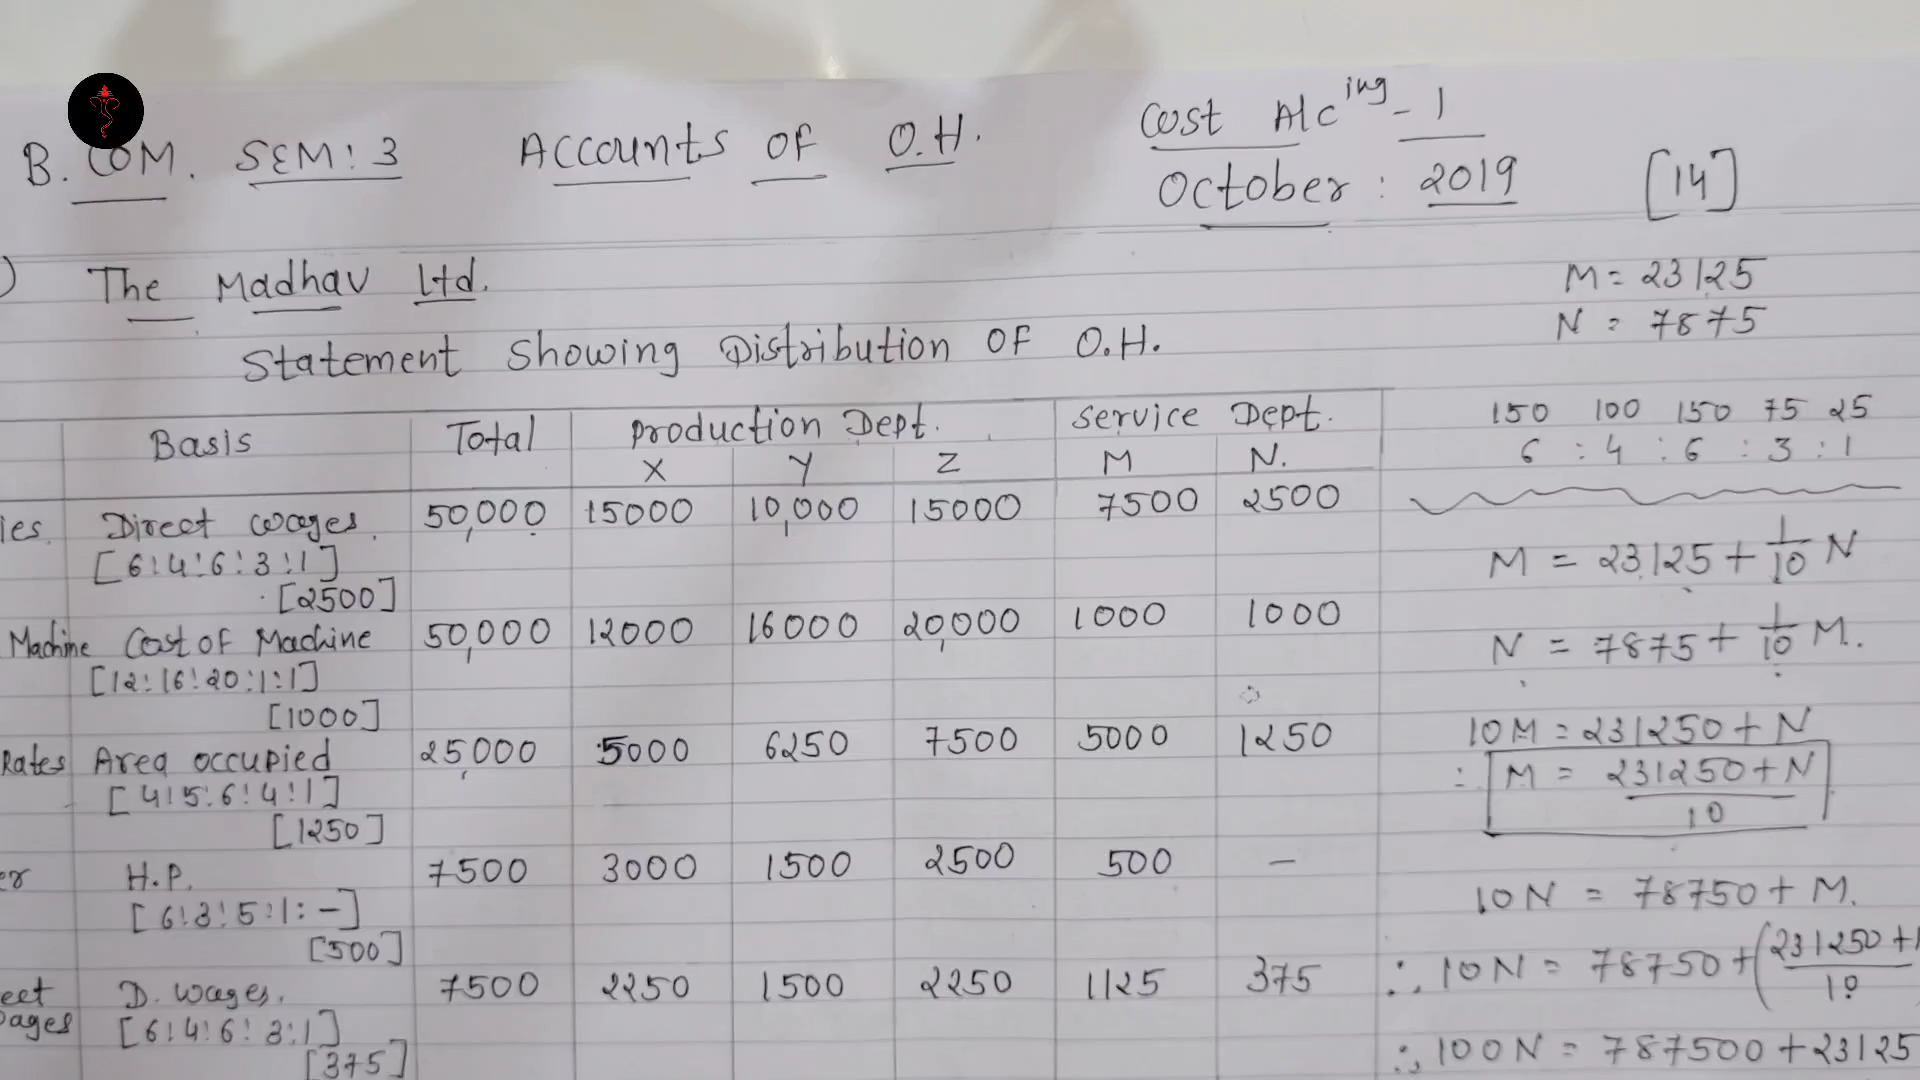 B. COM. SEM: 3 Accounts OF O.H. Cost A/c ing - 1
October : 2019 [14]
) The Madhav Ltd.
M = 23125
N = 7875
Statement Showing Distribution OF O.H.
Basis Total Production Dept. Service Dept.
X Y Z M N.
150 100 150 75 25
6 : 4 : 6 : 3 : 1
ies. Direct wages. 50,000 15000 10,000 15000 7500 2500
[6:4:6:3:1]
[2500]
M = 23125 + 1/10 N
Machine Cost of Machine 50,000 12000 16000 20,000 1000 1000
[12:16:20:1:1]
[1000]
N = 7875 + 1/10 M.
Rates Area occupied 25000 5000 6250 7500 5000 1250
[4:5:6:4:1]
[1250]
10M = 231250 + N
: M = 231250 + N / 10
er H.P. 7500 3000 1500 2500 500 —
[6:3:5:1:-]
[500]
10N = 78750 + M.
∴ 10N = 78750 + (231250 + / 10
eet D. wages. 7500 2250 1500 2250 1125 375
ages [6:4:6:3:1]
[375]
∴ 100N = 787500 + 23125